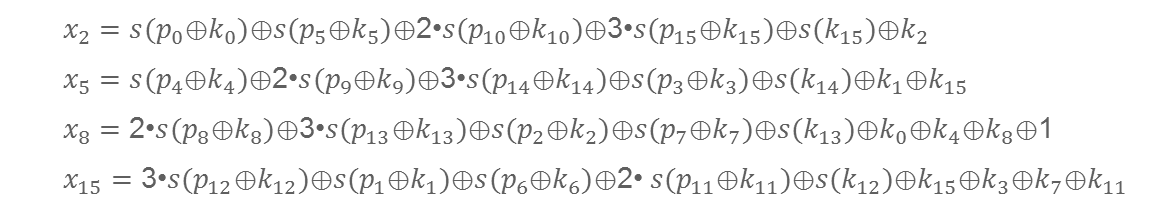 x₂ = s(p₀⊕k₀)⊕s(p₅⊕k₅)⊕2•s(p₁₀⊕k₁₀)⊕3•s(p₁₅⊕k₁₅)⊕s(k₁₅)⊕k₂
x₅ = s(p₄⊕k₄)⊕2•s(p₉⊕k₉)⊕3•s(p₁₄⊕k₁₄)⊕s(p₃⊕k₃)⊕s(k₁₄)⊕k₁⊕k₁₅
x₈ = 2•s(p₈⊕k₈)⊕3•s(p₁₃⊕k₁₃)⊕s(p₂⊕k₂)⊕s(p₇⊕k₇)⊕s(k₁₃)⊕k₀⊕k₄⊕k₈⊕1
x₁₅ = 3•s(p₁₂⊕k₁₂)⊕s(p₁⊕k₁)⊕s(p₆⊕k₆)⊕2• s(p₁₁⊕k₁₁)⊕s(k₁₂)⊕k₁₅⊕k₃⊕k₇⊕k₁₁